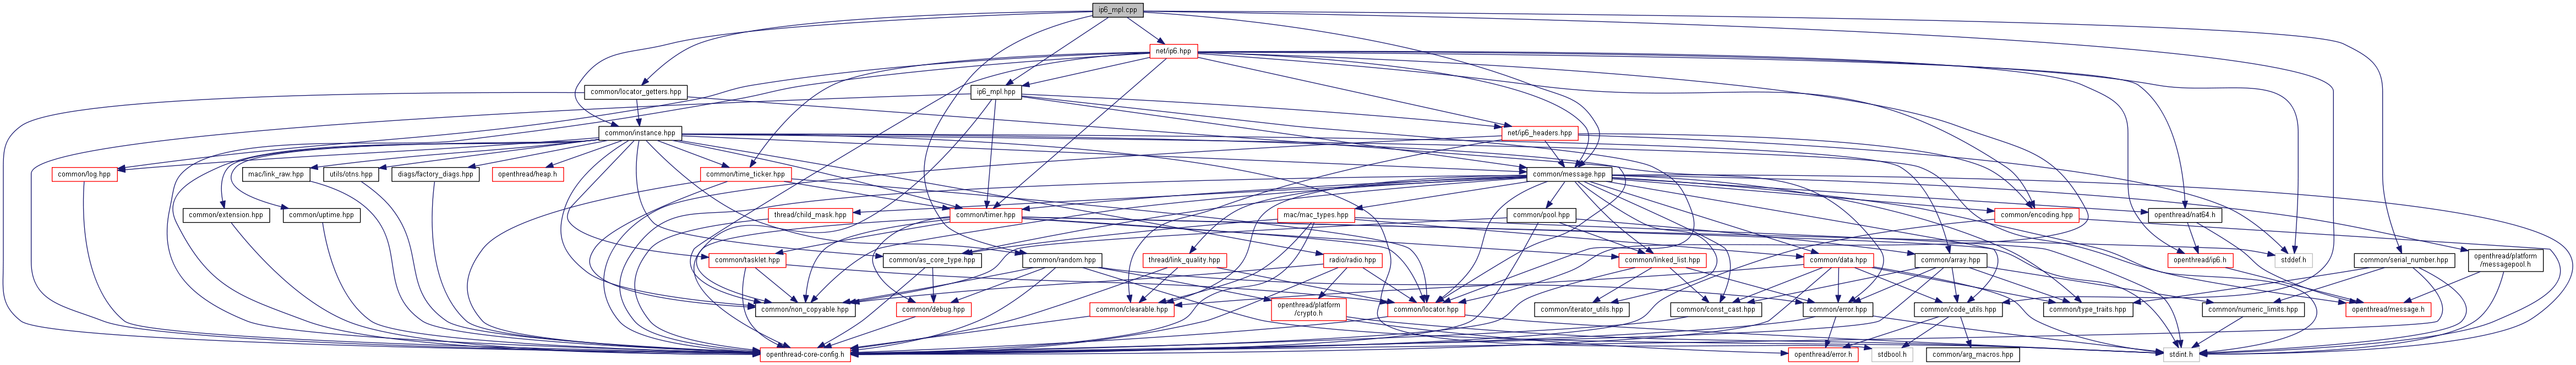 ip6_mpl.cpp
net/ip6.hpp
common/locator_getters.hpp
ip6_mpl.hpp
common/instance.hpp
net/ip6_headers.hpp
common/log.hpp
mac/link_raw.hpp
utils/otns.hpp
diags/factory_diags.hpp
openthread/heap.h
common/time_ticker.hpp
common/message.hpp
common/extension.hpp
common/uptime.hpp
thread/child_mask.hpp
common/timer.hpp
mac/mac_types.hpp
common/pool.hpp
common/encoding.hpp
openthread/nat64.h
common/tasklet.hpp
common/as_core_type.hpp
common/random.hpp
thread/link_quality.hpp
radio/radio.hpp
common/linked_list.hpp
common/data.hpp
common/array.hpp
openthread/ip6.h
stddef.h
common/serial_number.hpp
openthread/platform
/messagepool.h
common/non_copyable.hpp
common/debug.hpp
common/clearable.hpp
openthread/platform
/crypto.h
common/locator.hpp
common/iterator_utils.hpp
common/const_cast.hpp
common/error.hpp
common/code_utils.hpp
common/type_traits.hpp
common/numeric_limits.hpp
openthread/message.h
openthread-core-config.h
openthread/error.h
stdbool.h
common/arg_macros.hpp
stdint.h